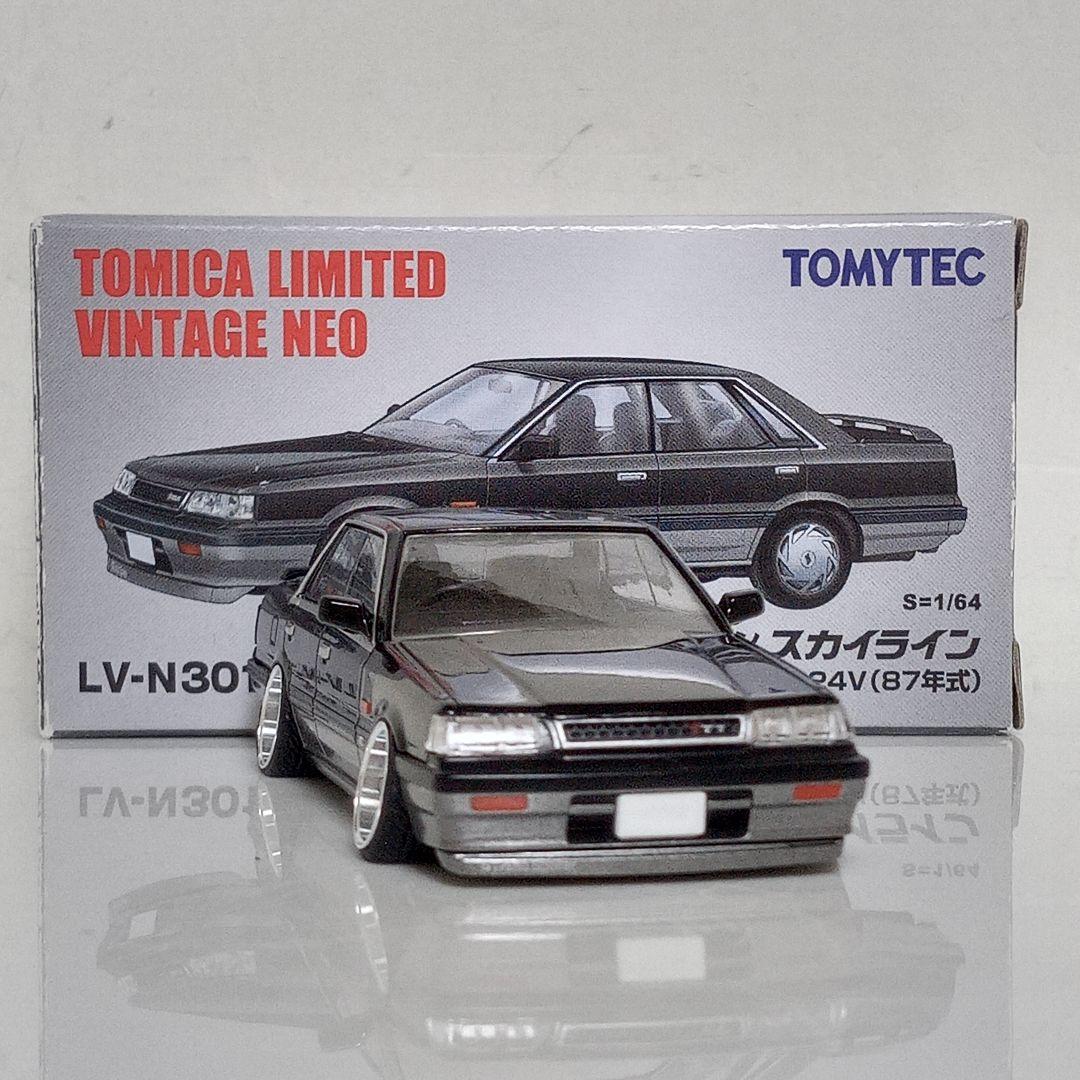 TOMICA LIMITED
VINTAGE NEO
TOMYTEC
S=1/64
スカイライン
LV-N301
24V(87年式)